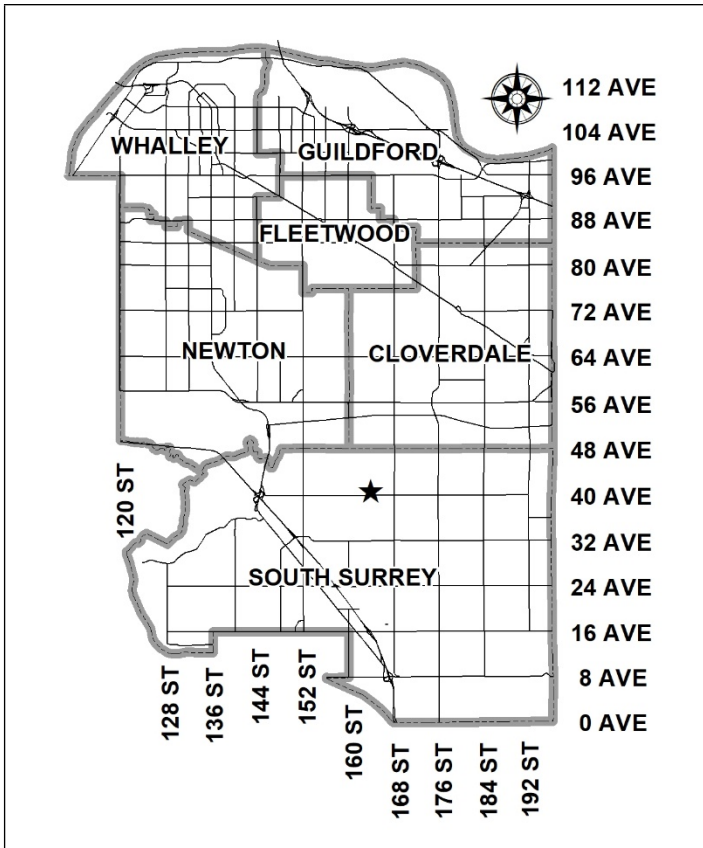 112 AVE
104 AVE
WHALLEY
GUILDFORD
96 AVE
88 AVE
FLEETWOOD
80 AVE
72 AVE
NEWTON
CLOVERDALE
64 AVE
56 AVE
48 AVE
120 ST
40 AVE
32 AVE
SOUTH SURREY
24 AVE
16 AVE
8 AVE
0 AVE
128 ST
136 ST
144 ST
152 ST
160 ST
168 ST
176 ST
184 ST
192 ST